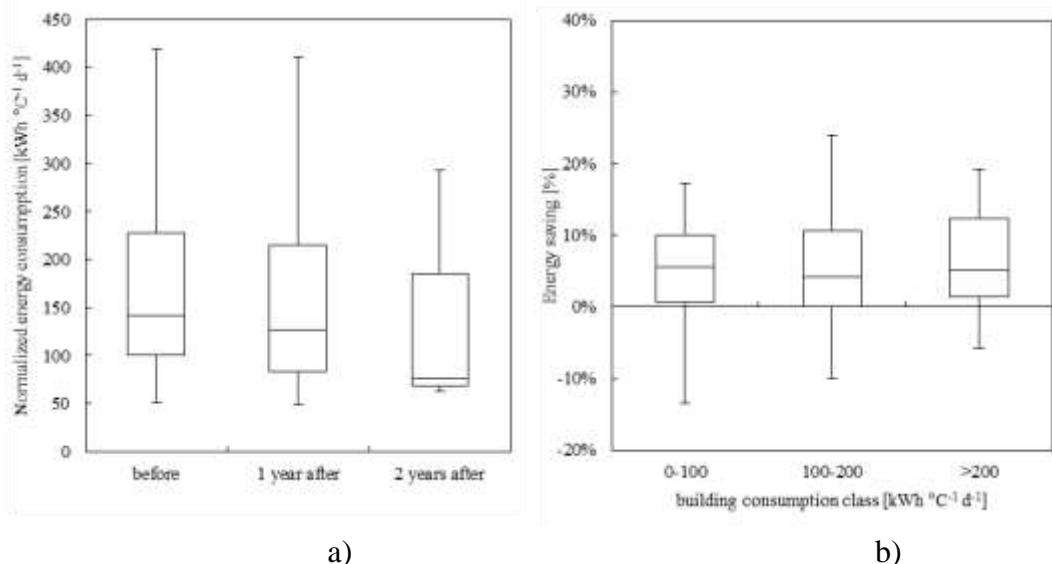 Normalized energy consumpption [kWh °C⁻¹ d⁻¹]
450
400
350
300
250
200
150
100
50
0
before 1 year after 2 years after
Energy saving [%]
40%
30%
20%
10%
0%
-10%
-20%
0-100 100-200 >200
building consumption class [kWh °C⁻¹ d⁻¹]
a) b)